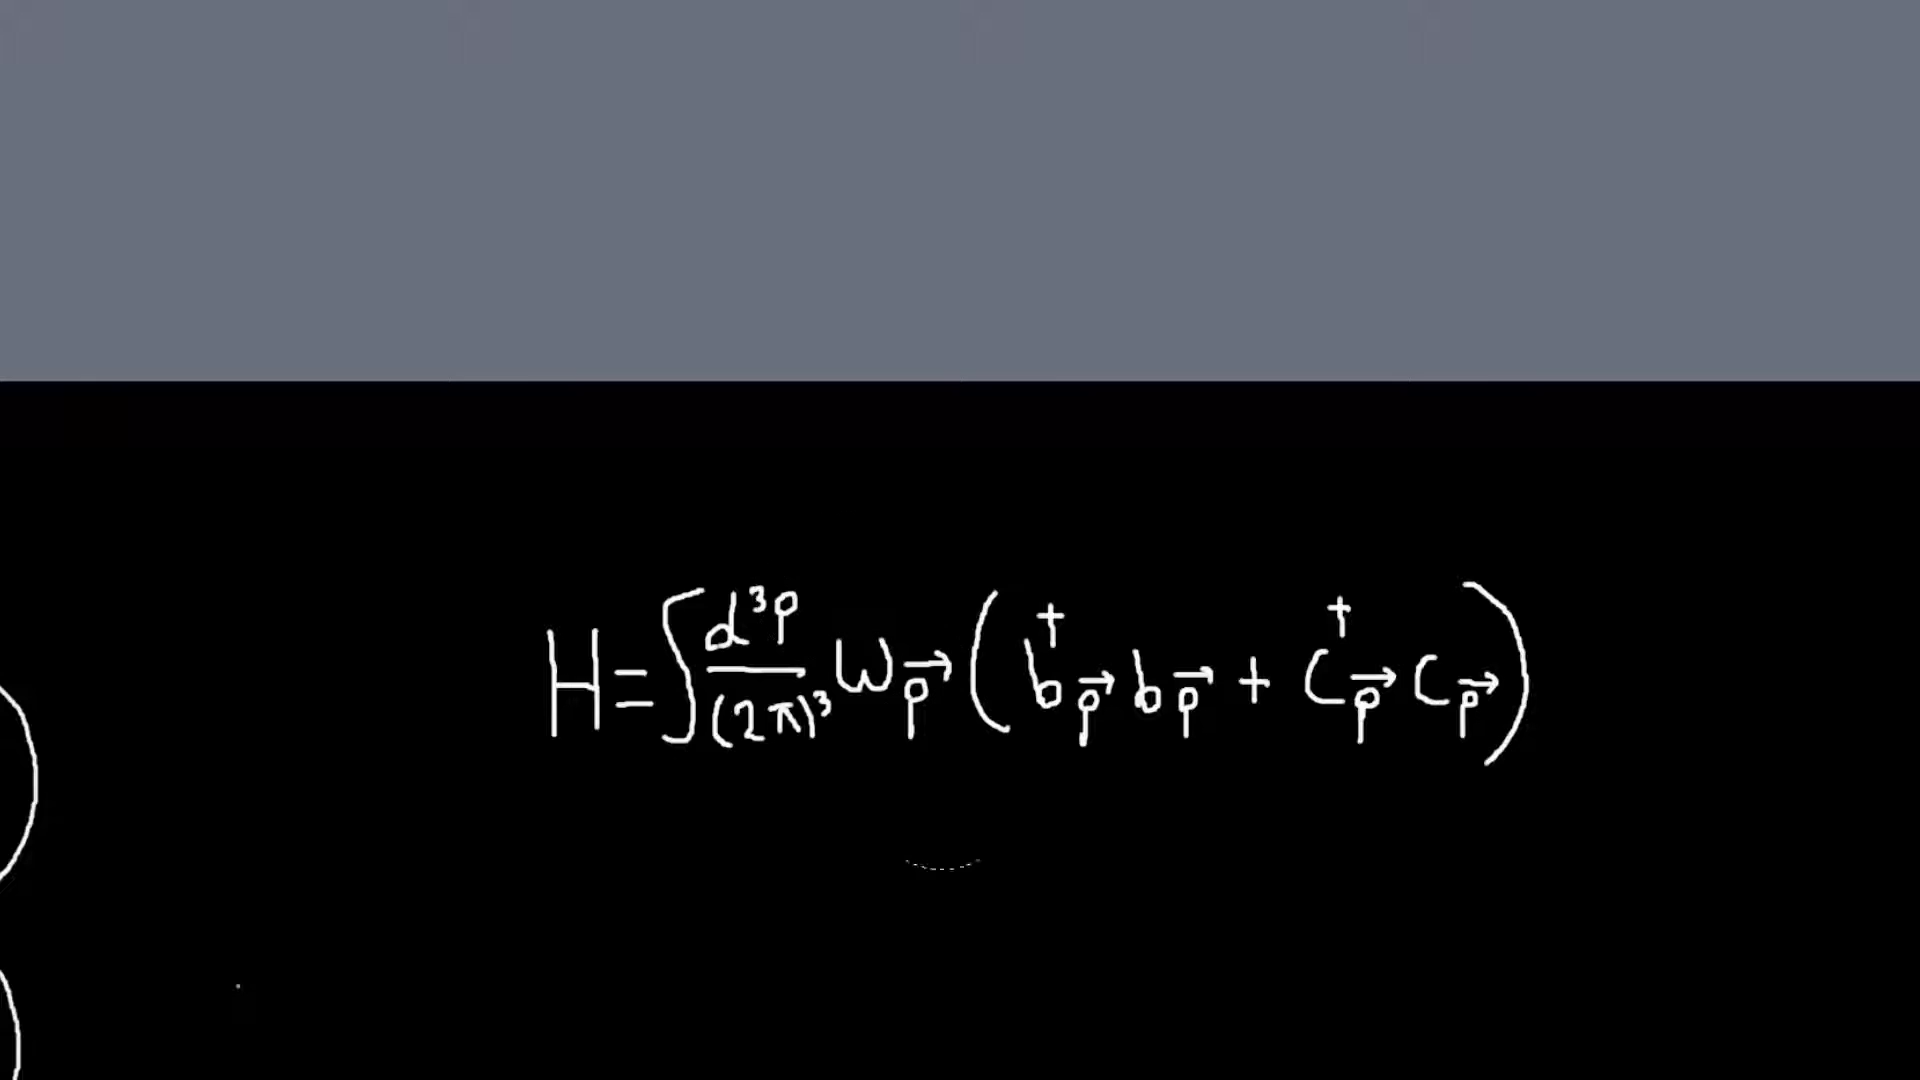 H = ∫ d³p/(2π)³ ω_p⃗ ( b†_p⃗ b_p⃗ + c†_p⃗ c_p⃗ )